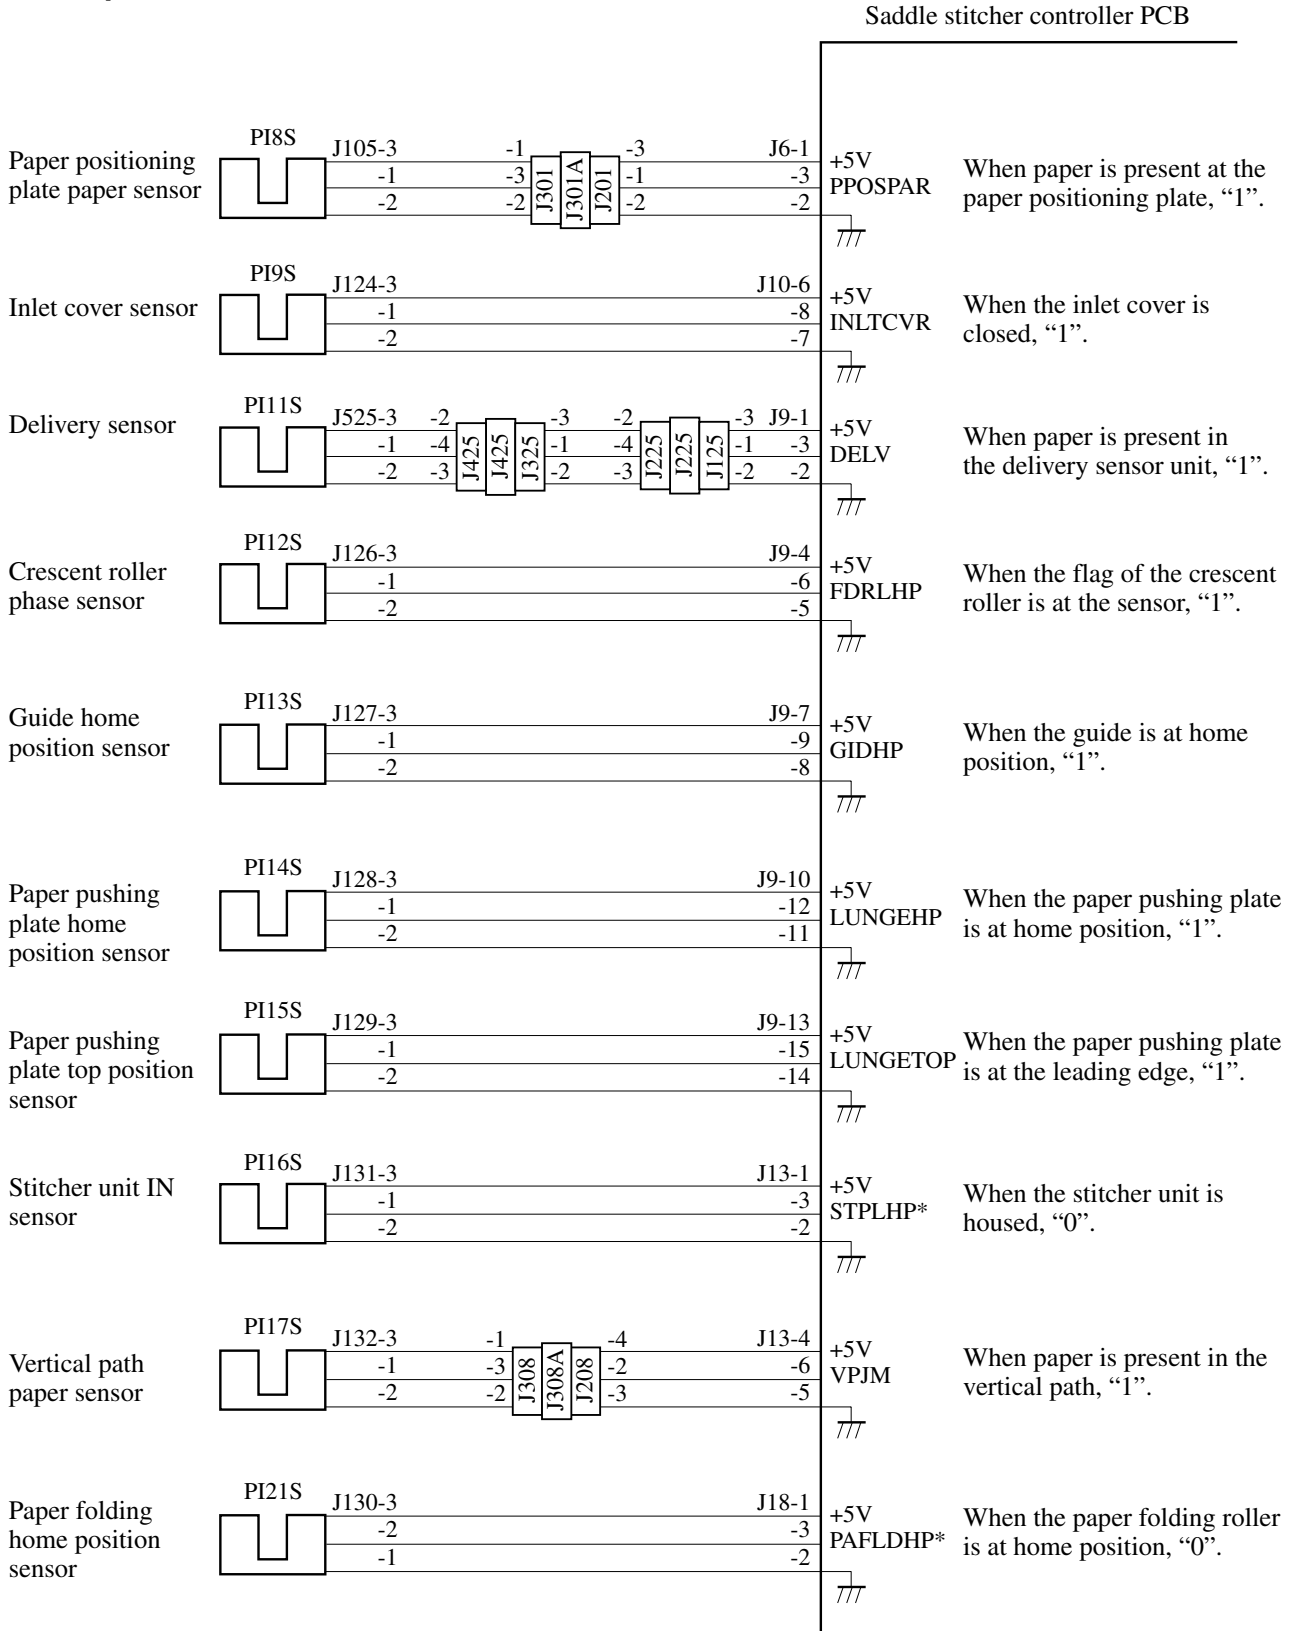 Saddle stitcher controller PCB
Paper positioning
plate paper sensor
PI8S
J105-3
-1
-2
-1
-3
-2
J301
J301A
J201
-3
-1
-2
J6-1
-3
-2
+5V
PPOSPAR
When paper is present at the
paper positioning plate, “1”.
Inlet cover sensor
PI9S
J124-3
-1
-2
J10-6
-8
-7
+5V
INLTCVR
When the inlet cover is
closed, “1”.
Delivery sensor
PI11S
J525-3
-1
-2
-2
-4
-3
J425
J425
J325
-3
-1
-2
-2
-4
-3
J225
J225
J125
-3
-1
-2
J9-1
-3
-2
+5V
DELV
When paper is present in
the delivery sensor unit, “1”.
Crescent roller
phase sensor
PI12S
J126-3
-1
-2
J9-4
-6
-5
+5V
FDRLHP
When the flag of the crescent
roller is at the sensor, “1”.
Guide home
position sensor
PI13S
J127-3
-1
-2
J9-7
-9
-8
+5V
GIDHP
When the guide is at home
position, “1”.
Paper pushing
plate home
position sensor
PI14S
J128-3
-1
-2
J9-10
-12
-11
+5V
LUNGEHP
When the paper pushing plate
is at home position, “1”.
Paper pushing
plate top position
sensor
PI15S
J129-3
-1
-2
J9-13
-15
-14
+5V
LUNGETOP
When the paper pushing plate
is at the leading edge, “1”.
Stitcher unit IN
sensor
PI16S
J131-3
-1
-2
J13-1
-3
-2
+5V
STPLHP*
When the stitcher unit is
housed, “0”.
Vertical path
paper sensor
PI17S
J132-3
-1
-2
-1
-3
-2
J308
J308A
J208
-4
-2
-3
J13-4
-6
-5
+5V
VPJM
When paper is present in the
vertical path, “1”.
Paper folding
home position
sensor
PI21S
J130-3
-2
-1
J18-1
-3
-2
+5V
PAFLDHP*
When the paper folding roller
is at home position, “0”.